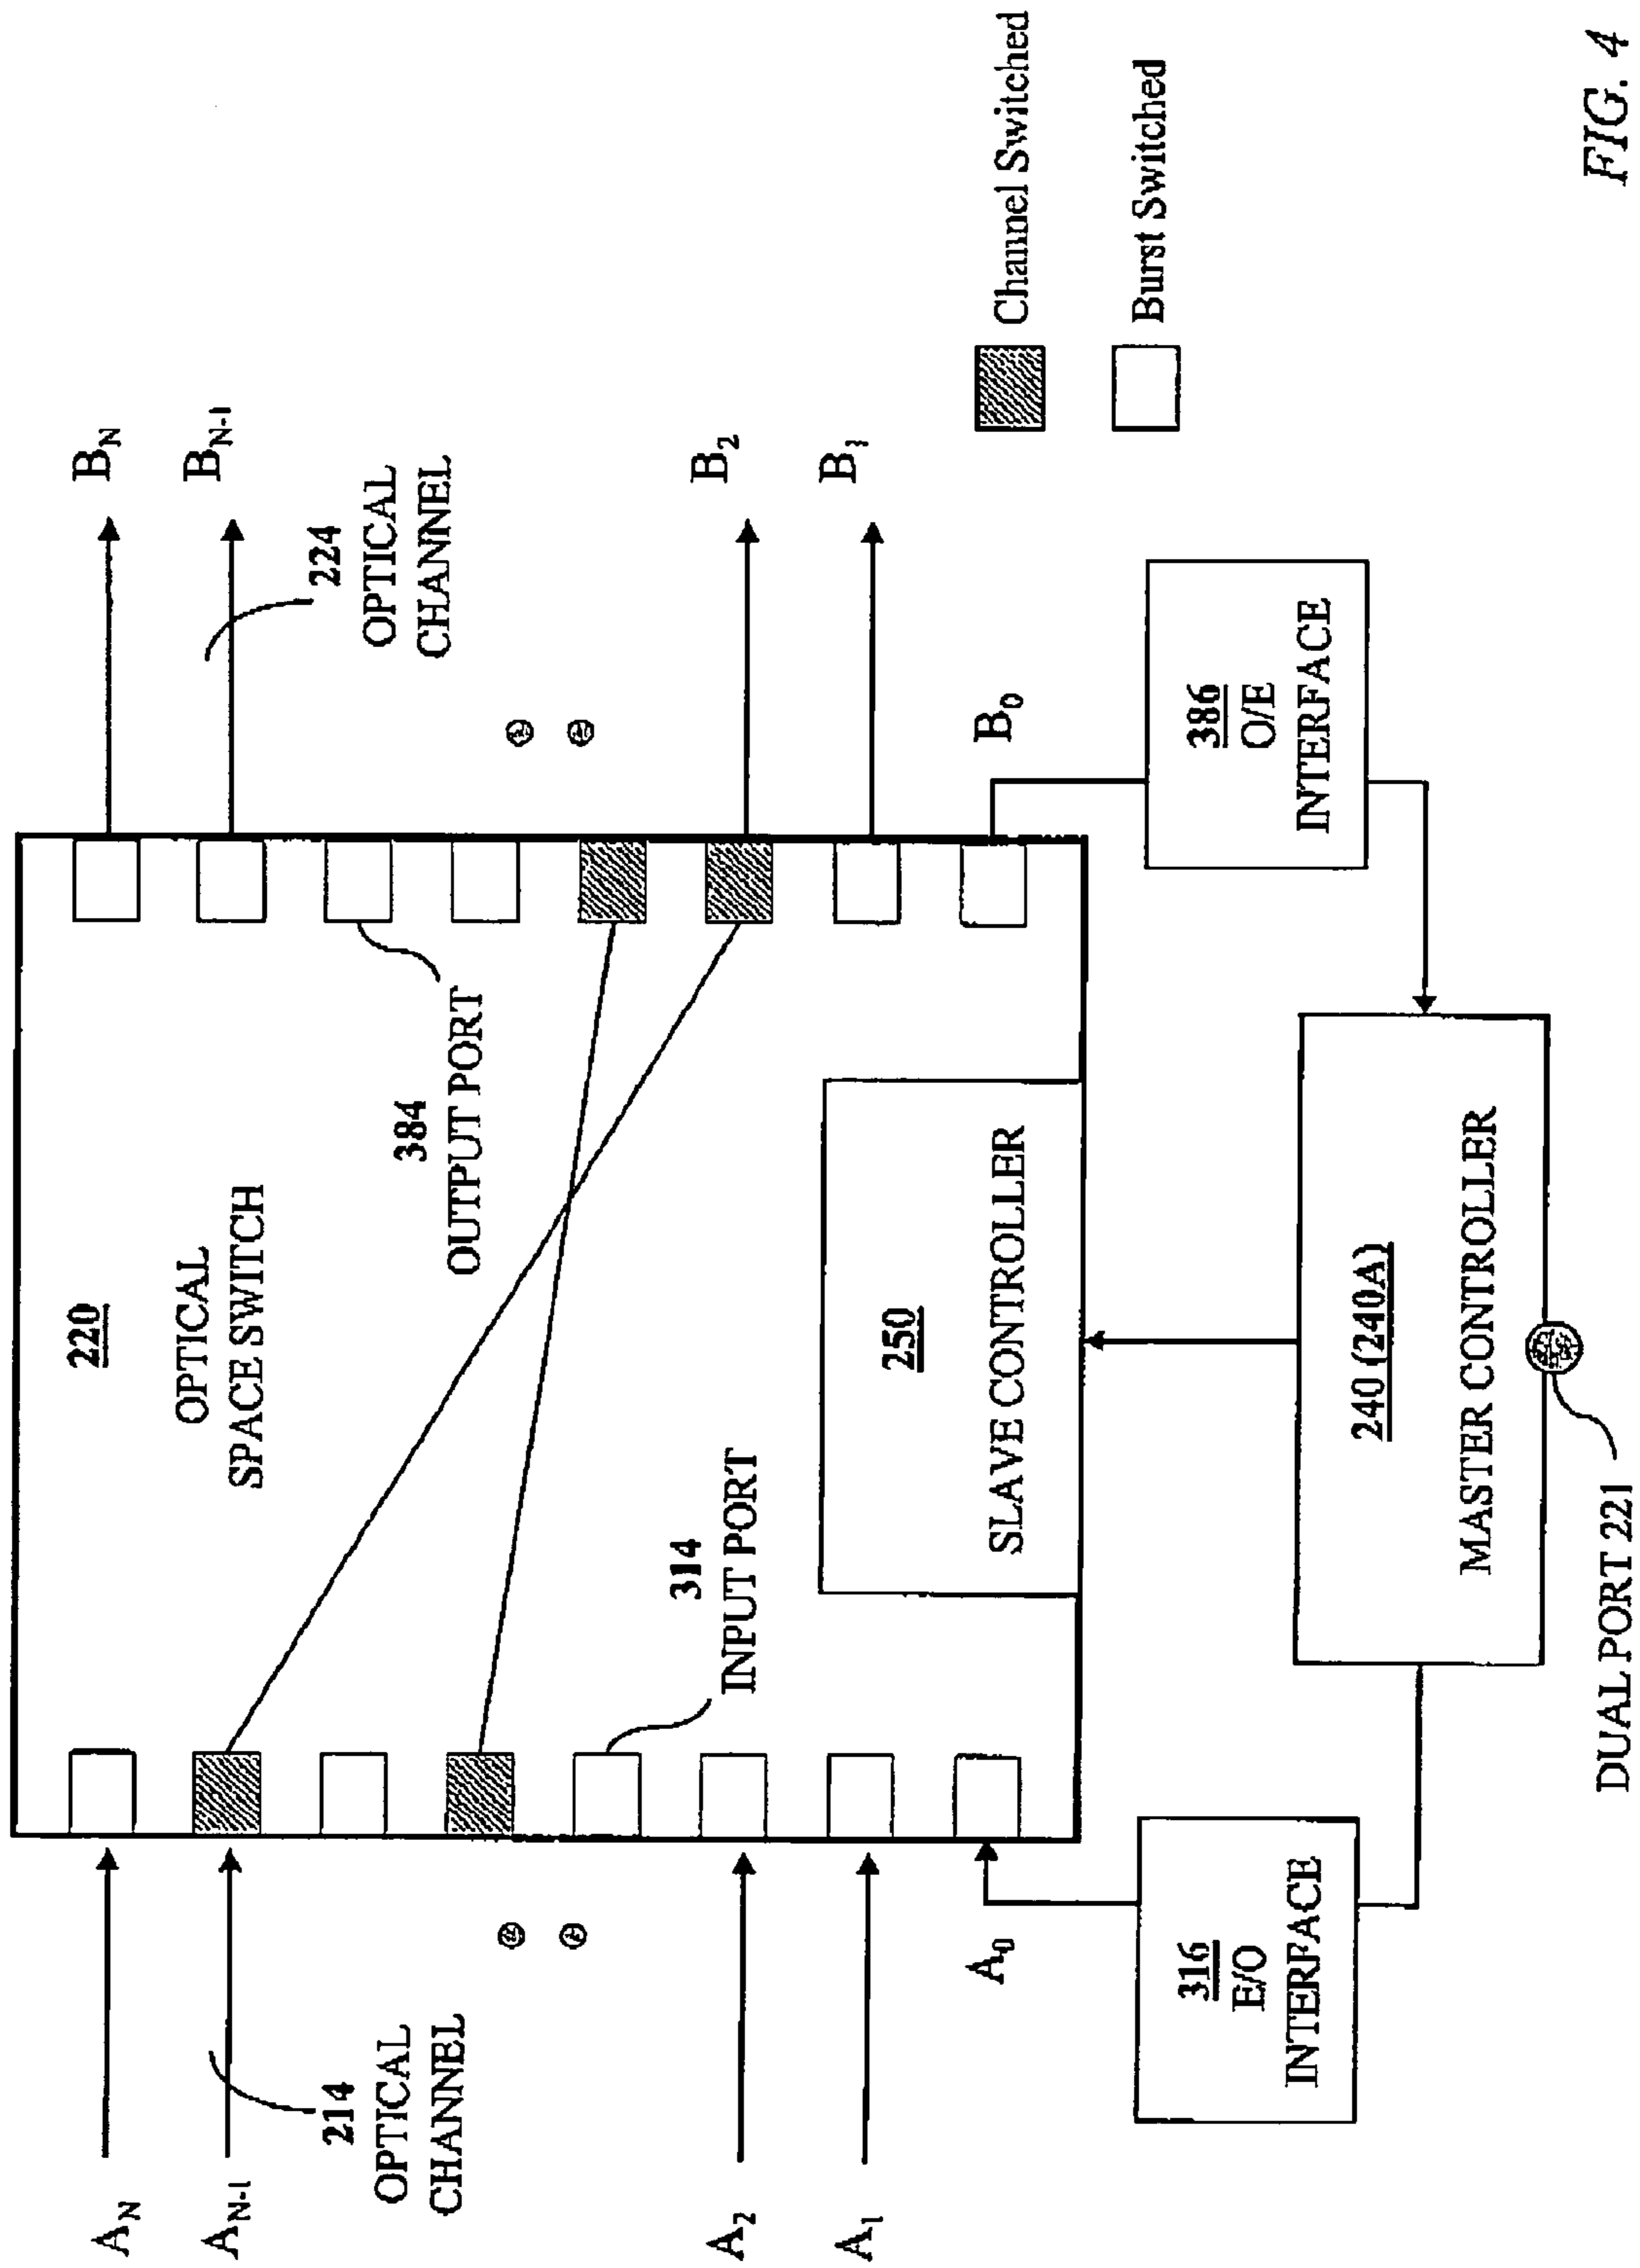 A_N
A_N-1
214
OPTICAL
CHANNEL
A_2
A_1
A_0
220
OPTICAL
SPACE SWITCH
314
INPUT PORT
384
OUTPUT PORT
250
SLAVE CONTROLLER
B_N
B_N-1
224
OPTICAL
CHANNEL
B_2
B_1
B_0
316
E/O
INTERFACE
240 (240A)
MASTER CONTROLLER
DUAL PORT 221
386
O/E
INTERFACE
Channel Switched
Burst Switched
FIG. 4